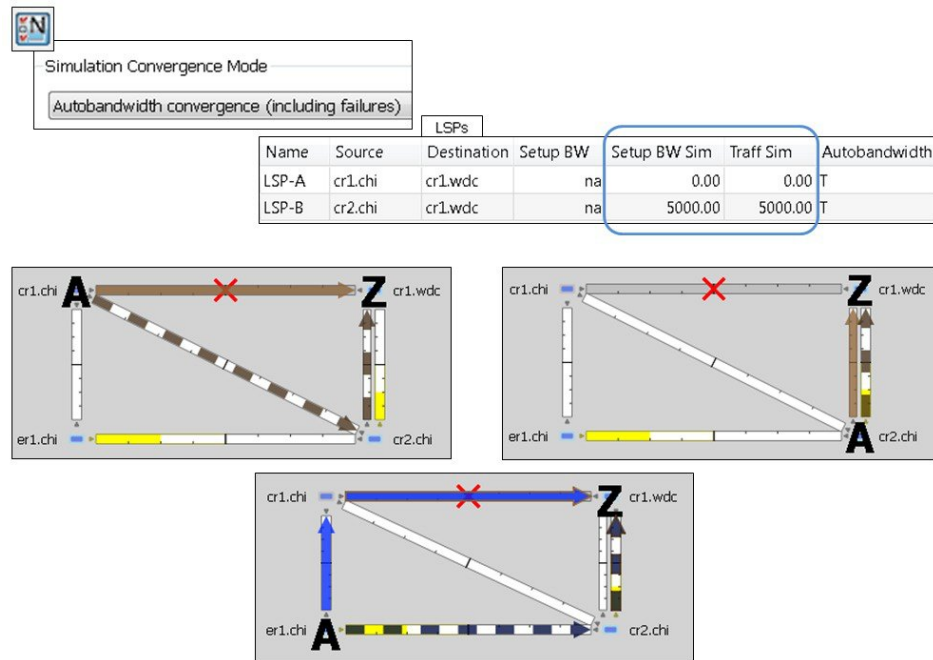 N
Simulation Convergence Mode
Autobandwidth convergence (including failures)
LSPs
Name Source Destination Setup BW Setup BW Sim Traff Sim Autobandwidth
LSP-A cr1.chi cr1.wdc na 0.00 0.00 T
LSP-B cr2.chi cr1.wdc na 5000.00 5000.00 T
cr1.chi A Z cr1.wdc
er1.chi cr2.chi
cr1.chi Z cr1.wdc
er1.chi A cr2.chi
cr1.chi Z cr1.wdc
er1.chi A cr2.chi